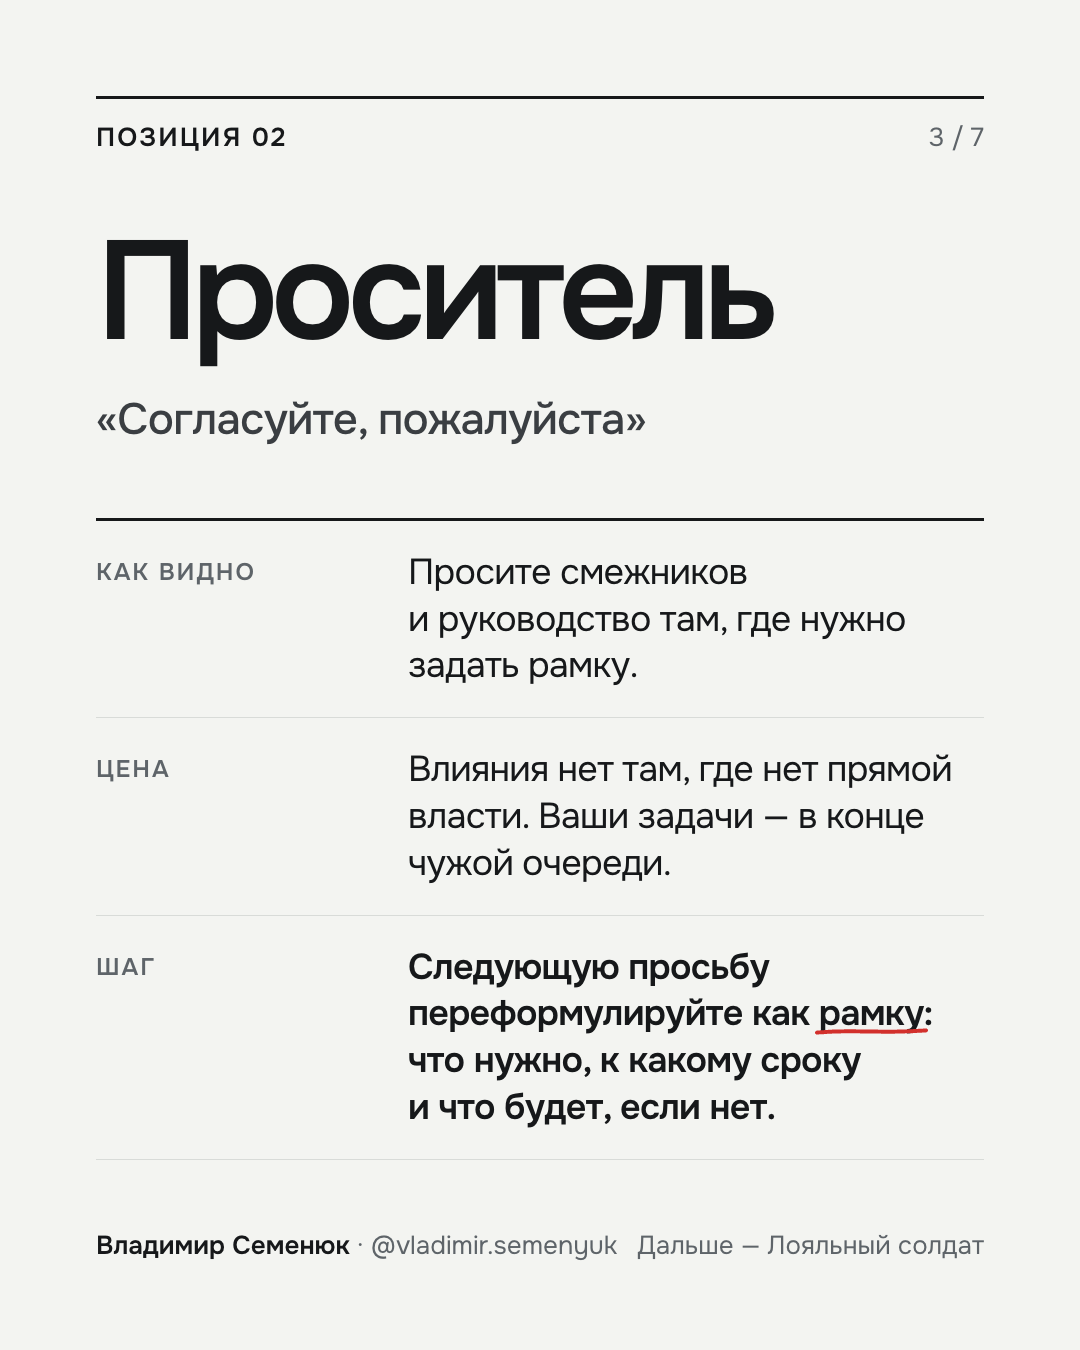 ПОЗИЦИЯ 02
3 / 7
Проситель
«Согласуйте, пожалуйста»
КАК ВИДНО
Просите смежников
и руководство там, где нужно
задать рамку.
ЦЕНА
Влияния нет там, где нет прямой
власти. Ваши задачи — в конце
чужой очереди.
ШАГ
Следующую просьбу
переформулируйте как рамку:
что нужно, к какому сроку
и что будет, если нет.
Владимир Семенюк · @vladimir.semenyuk
Дальше — Лояльный солдат